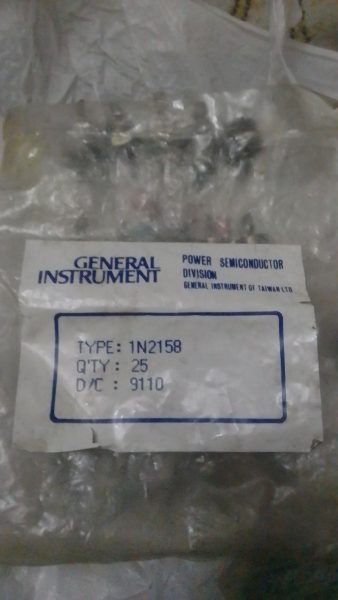 GENERAL
INSTRUMENT
POWER SEMICONDUCTOR
DIVISION
GENERAL INSTRUMENT OF TAIWAN LTD.
TYPE: 1N2158
Q'TY: 25
D/C : 9110